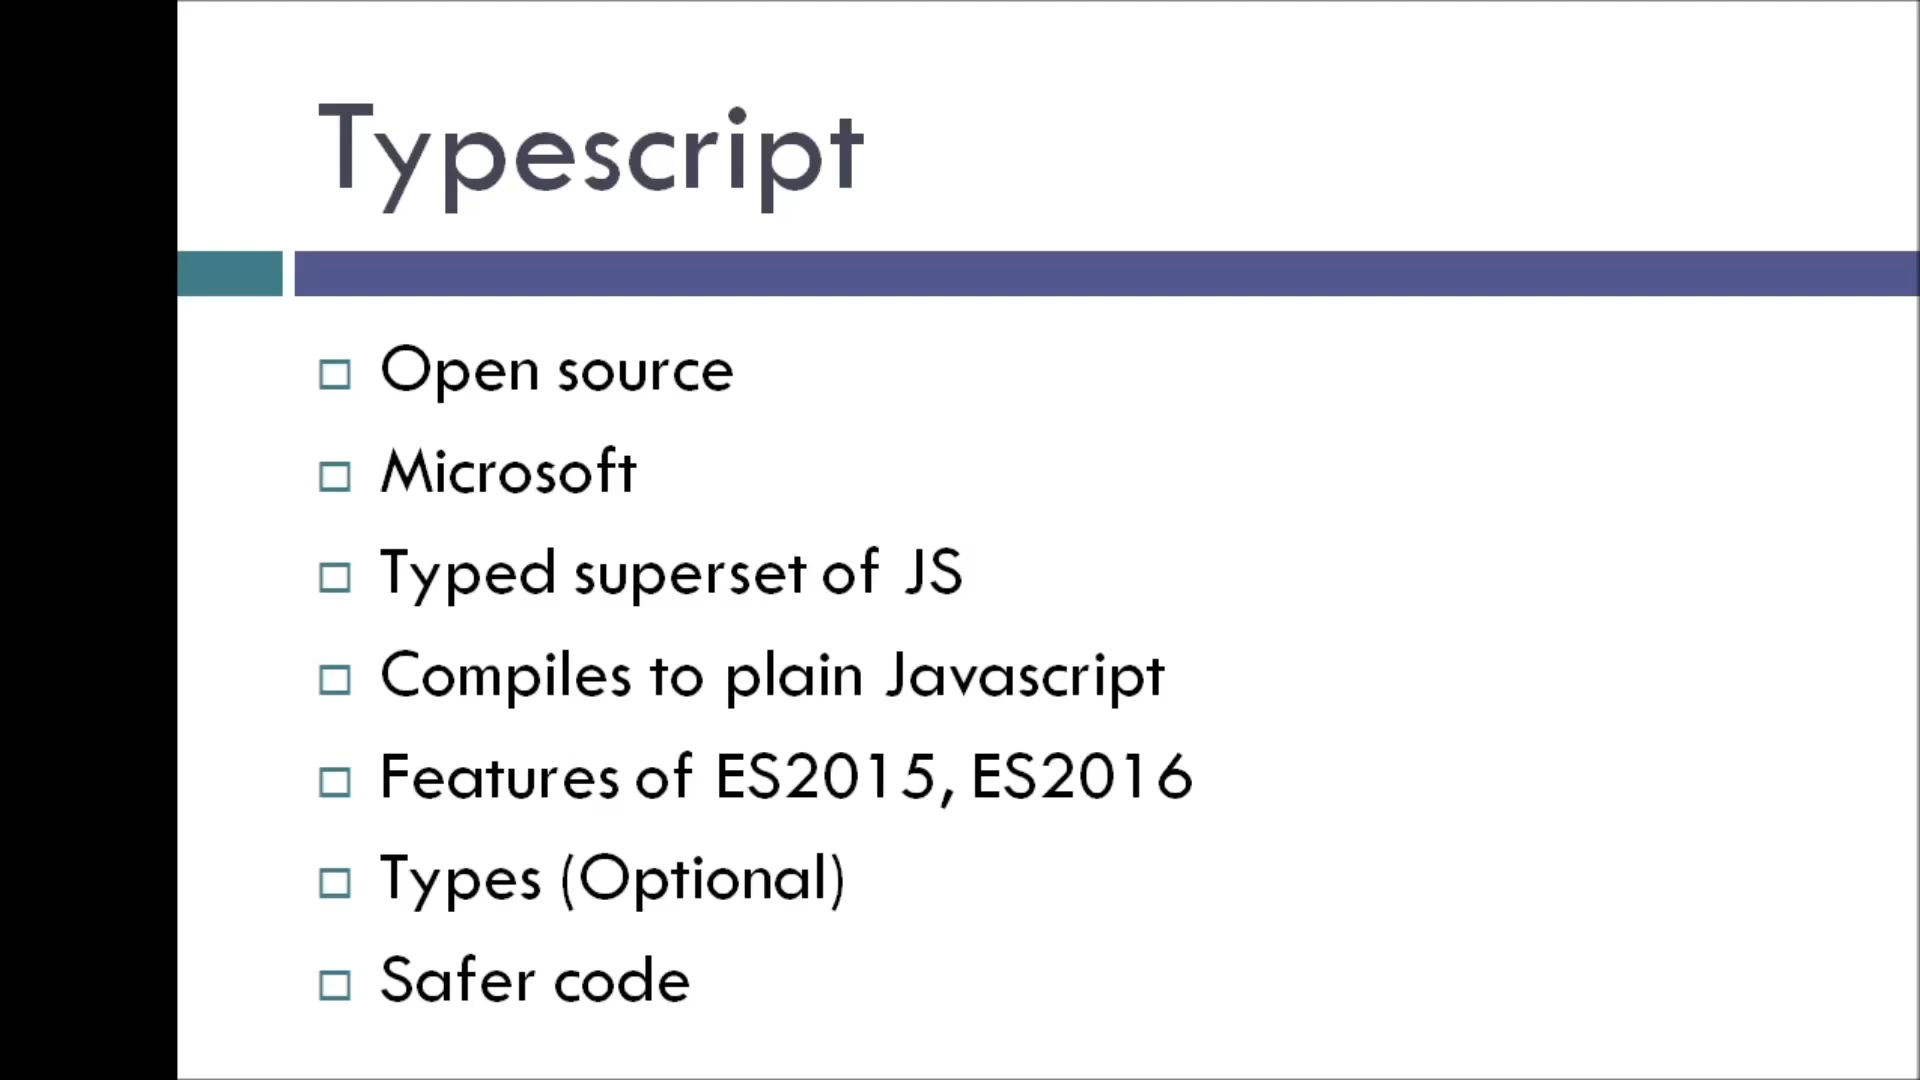 Typescript
Open source
Microsoft
Typed superset of JS
Compiles to plain Javascript
Features of ES2015, ES2016
Types (Optional)
Safer code